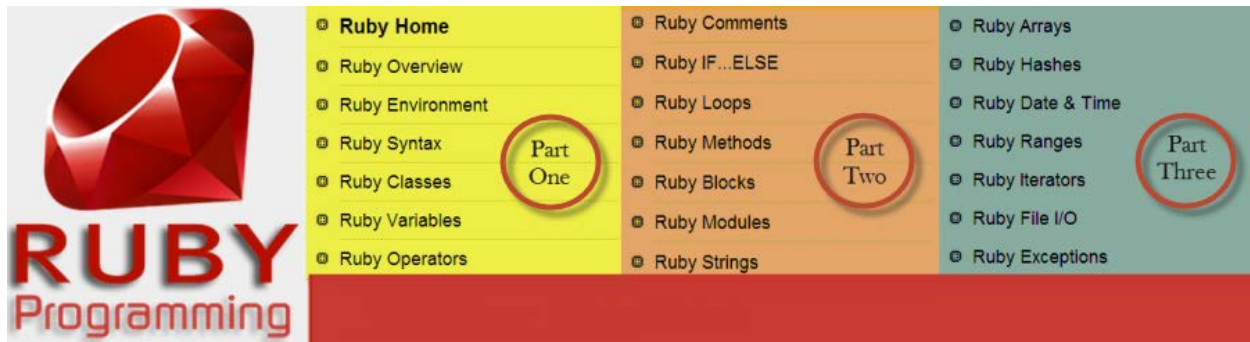 RUBY
Programming
Ruby Home
Ruby Overview
Ruby Environment
Ruby Syntax
Ruby Classes
Ruby Variables
Ruby Operators
Part
One
Ruby Comments
Ruby IF...ELSE
Ruby Loops
Ruby Methods
Ruby Blocks
Ruby Modules
Ruby Strings
Part
Two
Ruby Arrays
Ruby Hashes
Ruby Date & Time
Ruby Ranges
Ruby Iterators
Ruby File I/O
Ruby Exceptions
Part
Three